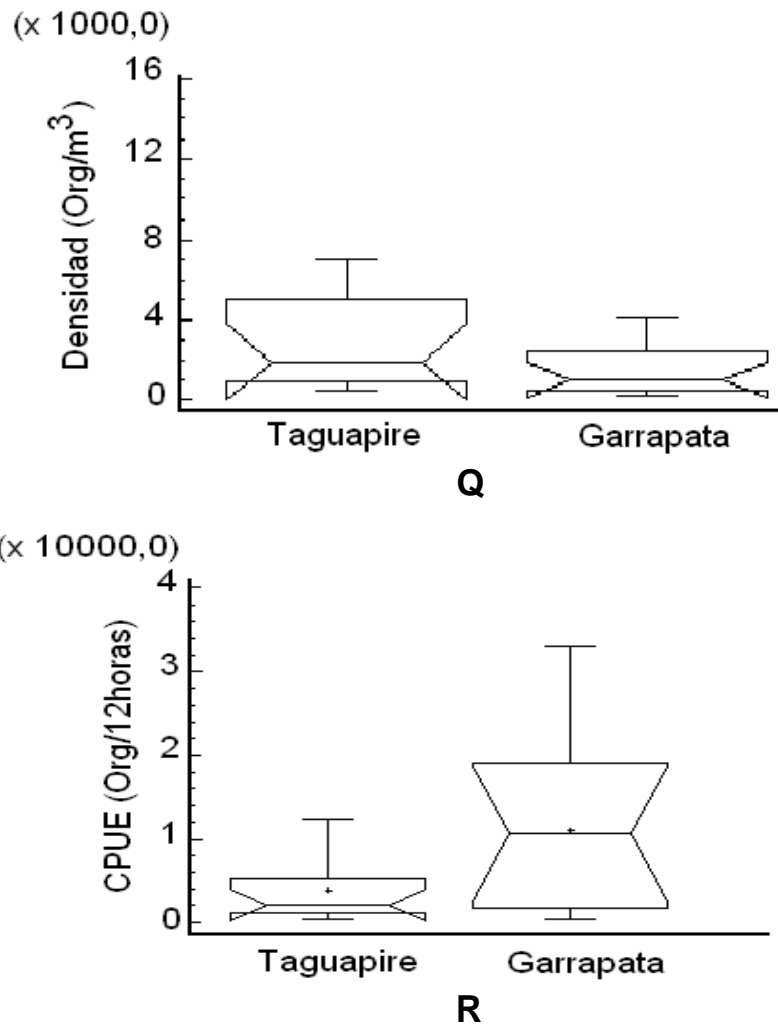 (x 1000,0)
Densidad (Org/m³)
16
12
8
4
0
Taguapire
Garrapata
Q
(x 10000,0)
CPUE (Org/12horas)
4
3
2
1
0
Taguapire
Garrapata
R